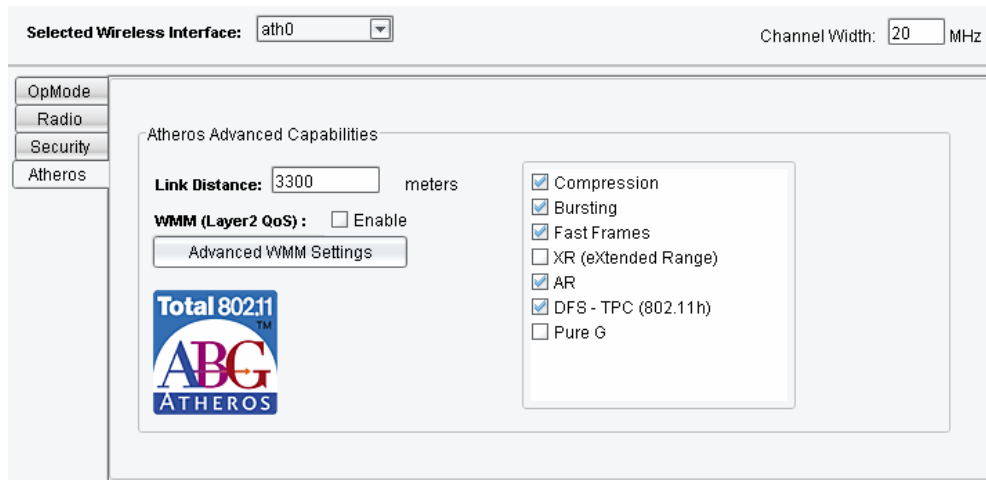 Selected Wireless Interface: ath0 Channel Width: 20 MHz
OpMode
Radio
Security
Atheros
Atheros Advanced Capabilities
Link Distance: 3300 meters
WMM (Layer2 QoS) : Enable
Advanced WMM Settings
Total 802.11
TM
ABG
ATHEROS
Compression
Bursting
Fast Frames
XR (eXtended Range)
AR
DFS - TPC (802.11h)
Pure G